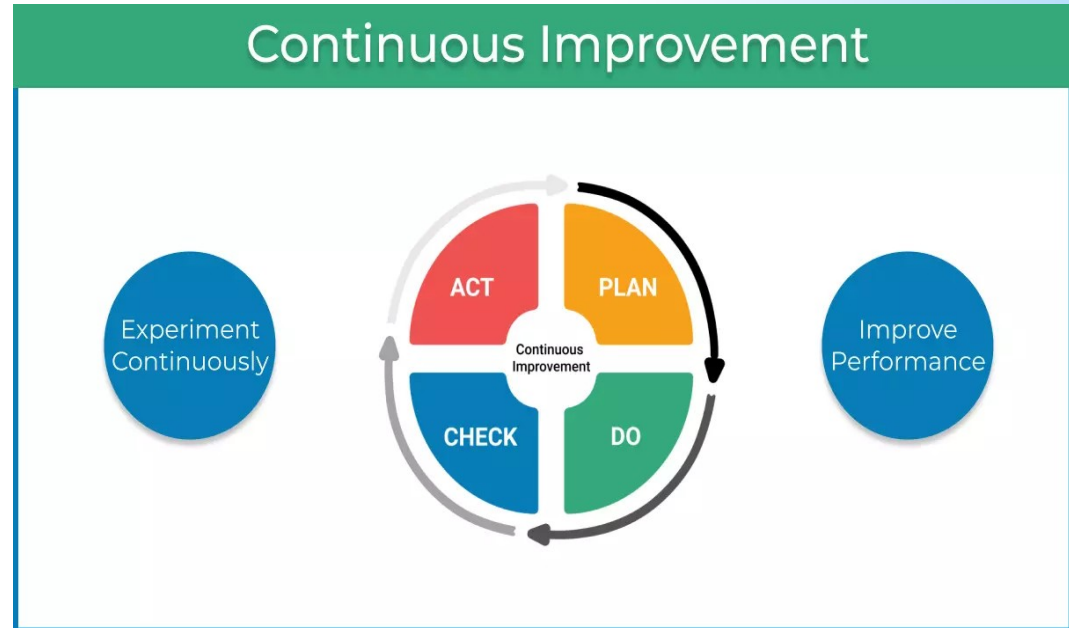 Continuous Improvement
Experiment
Continuously
ACT
PLAN
Continuous
Improvement
CHECK
DO
Improve
Performance